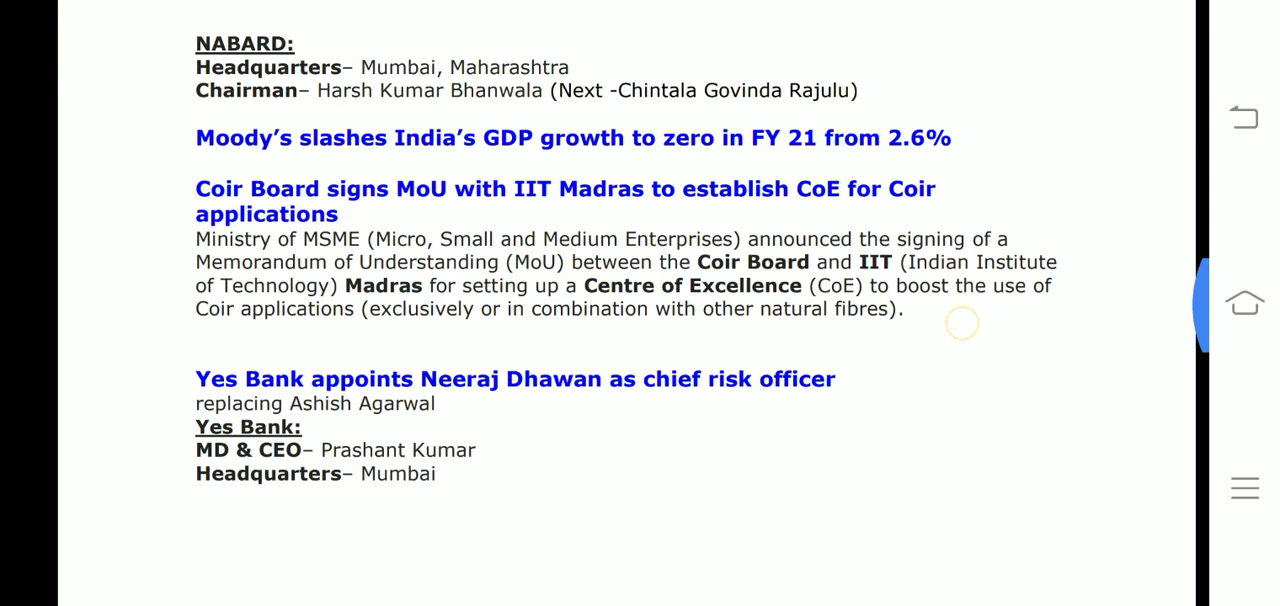 NABARD:
Headquarters– Mumbai, Maharashtra
Chairman– Harsh Kumar Bhanwala (Next -Chintala Govinda Rajulu)
Moody's slashes India's GDP growth to zero in FY 21 from 2.6%
Coir Board signs MoU with IIT Madras to establish CoE for Coir
applications
Ministry of MSME (Micro, Small and Medium Enterprises) announced the signing of a
Memorandum of Understanding (MoU) between the Coir Board and IIT (Indian Institute
of Technology) Madras for setting up a Centre of Excellence (CoE) to boost the use of
Coir applications (exclusively or in combination with other natural fibres).
Yes Bank appoints Neeraj Dhawan as chief risk officer
replacing Ashish Agarwal
Yes Bank:
MD & CEO– Prashant Kumar
Headquarters– Mumbai